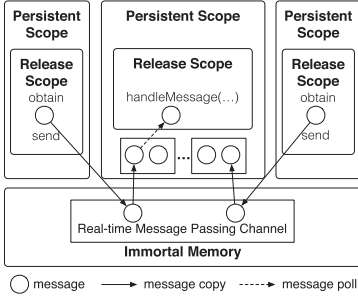 Persistent
Scope
Release
Scope
obtain
send
Persistent Scope
Release Scope
handleMessage(...)
...
Persistent
Scope
Release
Scope
obtain
send
Real-time Message Passing Channel
Immortal Memory
message
message copy
message poll